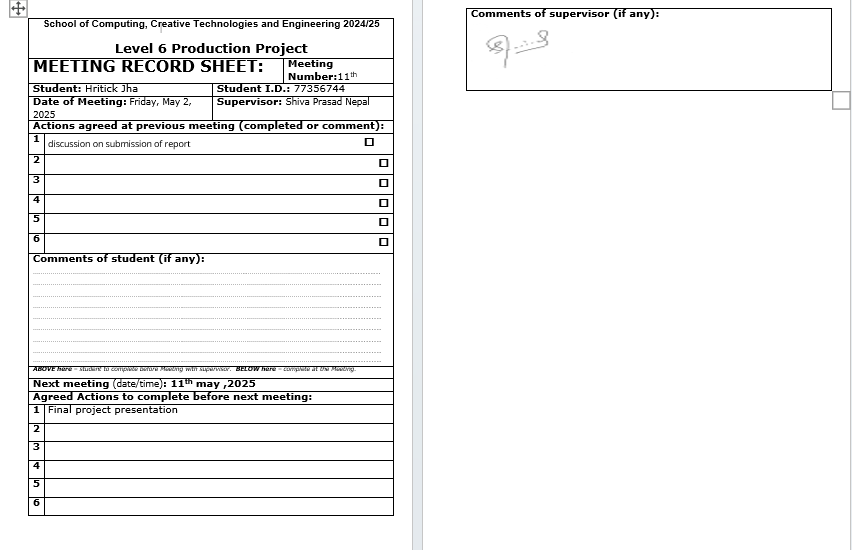 School of Computing, Creative Technologies and Engineering 2024/25
Level 6 Production Project
MEETING RECORD SHEET:
Meeting
Number:11th
Student: Hritick Jha
Student I.D.: 77356744
Date of Meeting: Friday, May 2,
2025
Supervisor: Shiva Prasad Nepal
Actions agreed at previous meeting (completed or comment):
1 discussion on submission of report
2
3
4
5
6
Comments of student (if any):
ABOVE here – student to complete before Meeting with supervisor. BELOW here – complete at the Meeting.
Next meeting (date/time): 11th may ,2025
Agreed Actions to complete before next meeting:
1 Final project presentation
2
3
4
5
6
Comments of supervisor (if any):